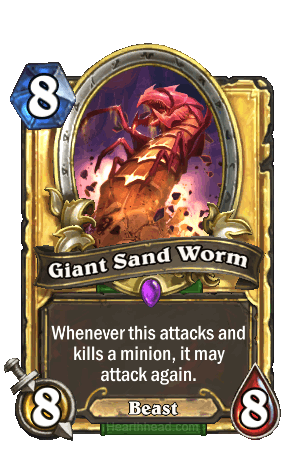 8
Giant Sand Worm
Whenever this attacks and
kills a minion, it may
attack again.
8
Beast
8
Hearthhead.com